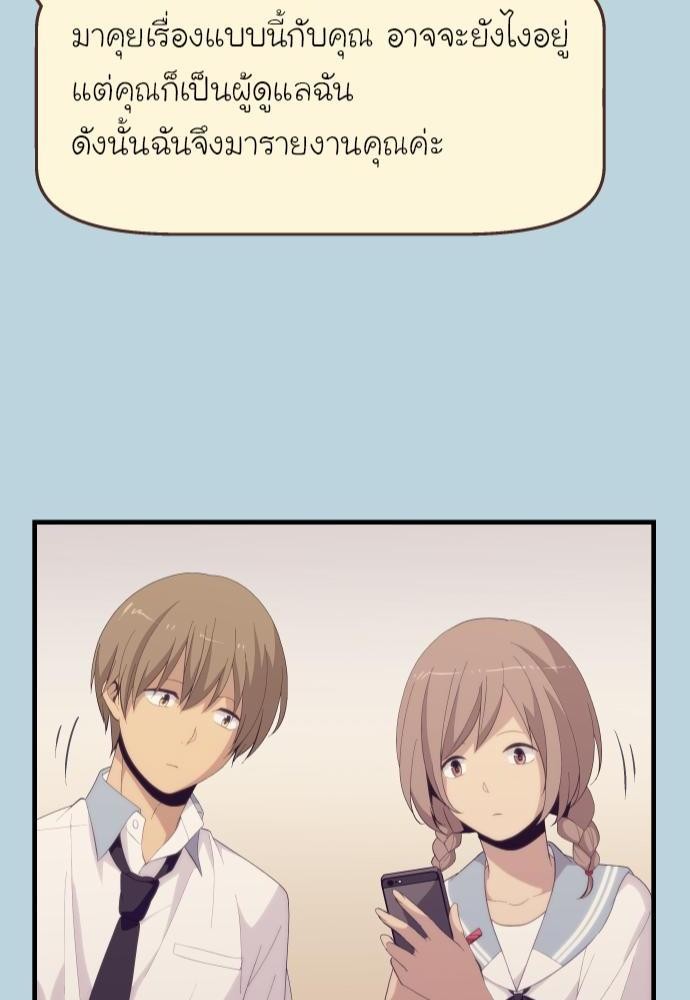 มาคุยเรื่องแบบนี้กับคุณ อาจจะยังไงอยู่
แต่คุณก็เป็นผู้ดูแลฉัน
ดังนั้นฉันจึงมารายงานคุณค่ะ